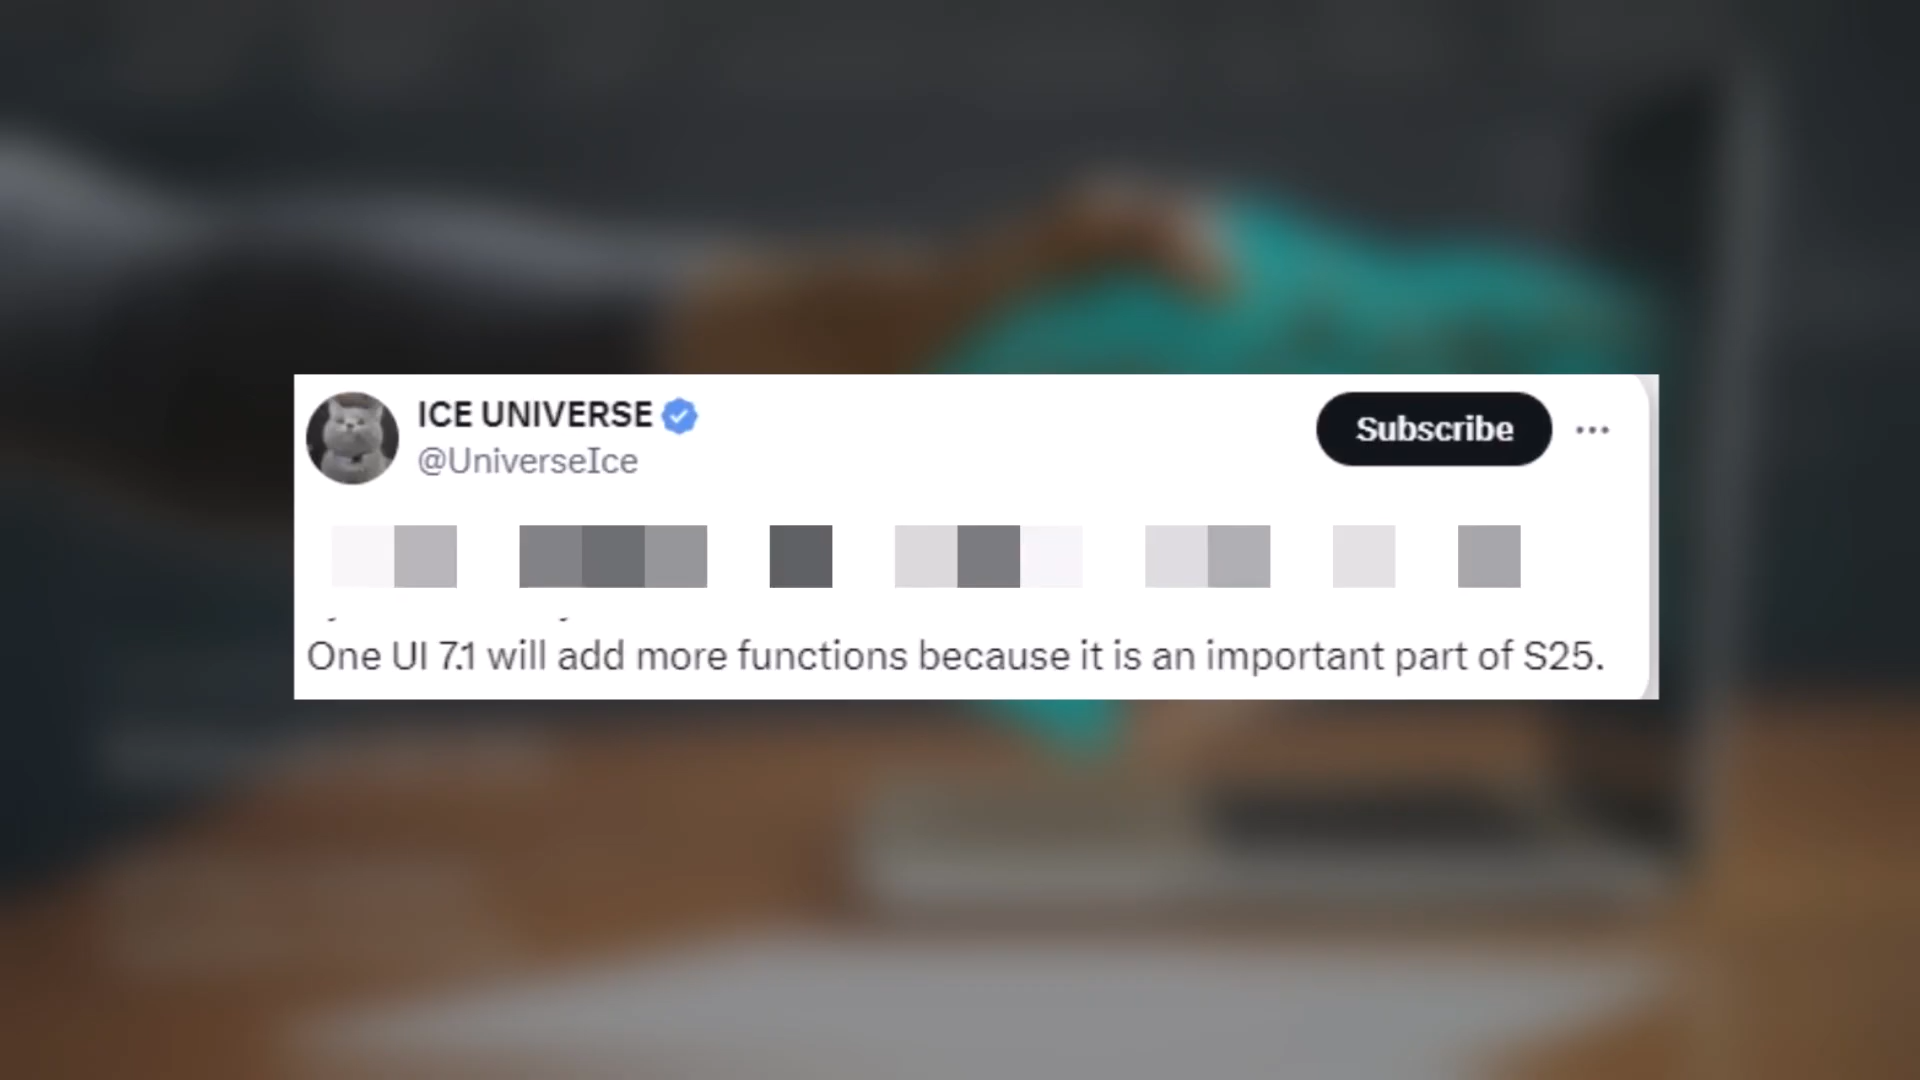 ICE UNIVERSE
@UniverseIce
Subscribe
One UI 7.1 will add more functions because it is an important part of S25.